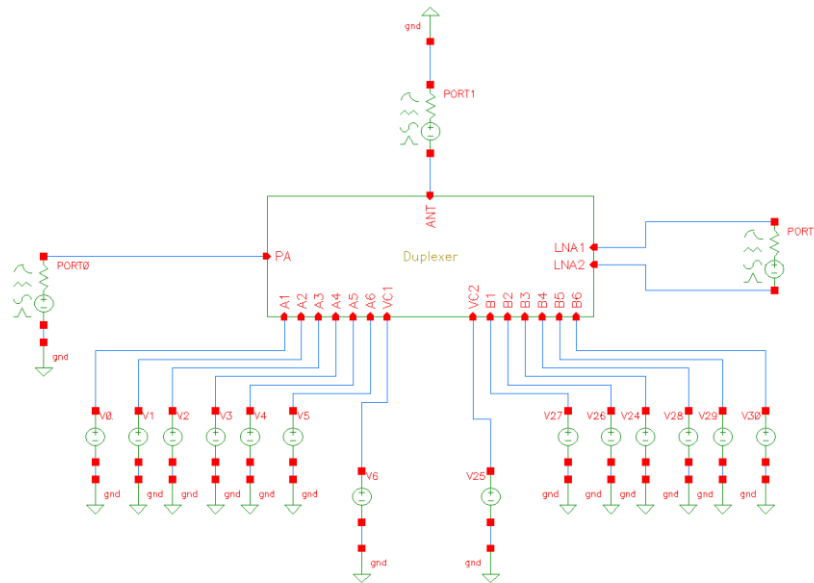 gnd
PORT1
ANT
PORT0
PA
Duplexer
LNA1
LNA2
PORT
A1
A2
A3
A4
A5
A6
VC1
VC2
B1
B2
B3
B4
B5
B6
gnd
V0
V1
V2
V3
V4
V5
V27
V26
V24
V28
V29
V30
V6
V25
gnd
gnd
gnd
gnd
gnd
gnd
gnd
gnd
gnd
gnd
gnd
gnd
gnd
gnd